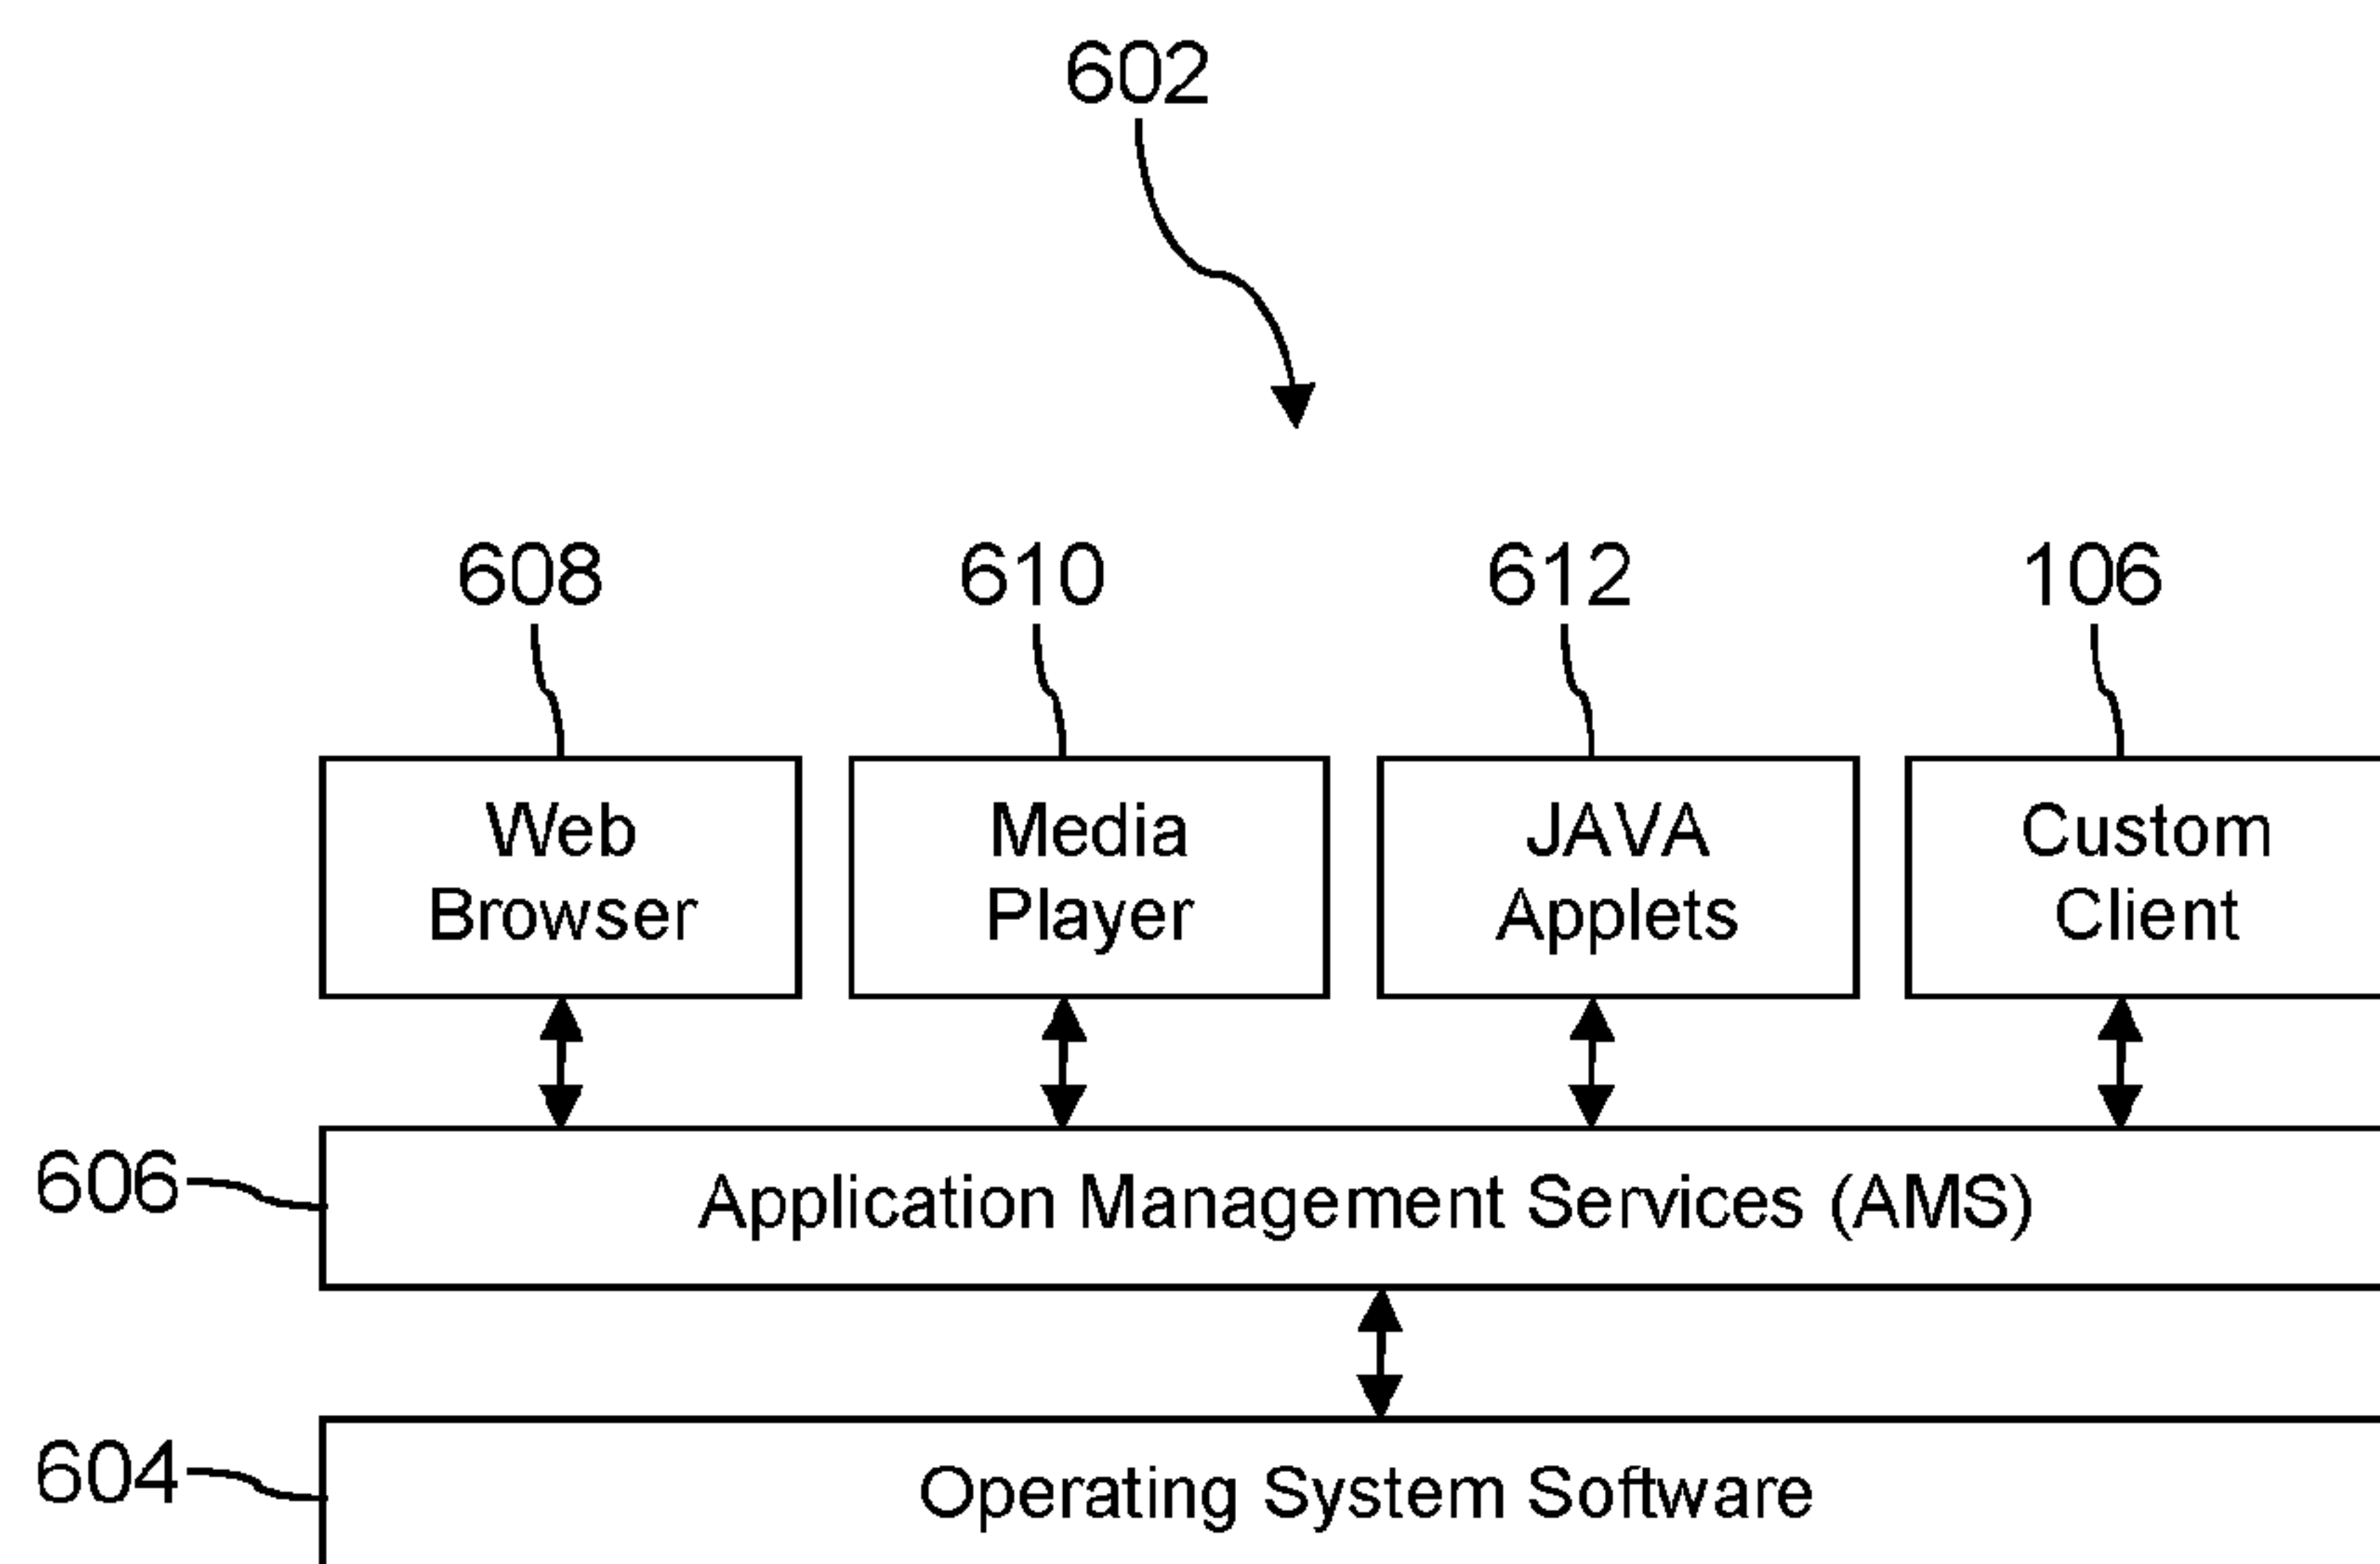 602
608 610 612 106
Web Browser
Media Player
JAVA Applets
Custom Client
606
Application Management Services (AMS)
604
Operating System Software